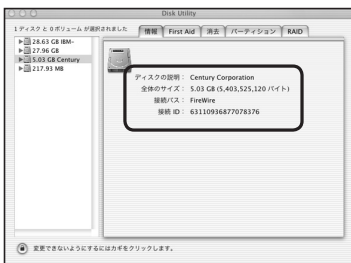 Disk Utility
1 ディスク と 0 ボリューム が選択されました
情報
First Aid
消去
パーティション
RAID
28.63 GB IBM-
27.96 GB
5.03 GB Century
217.93 MB
ディスクの説明： Century Corporation
全体のサイズ： 5.03 GB (5,403,525,120 バイト)
接続バス： FireWire
接続 ID： 63110936877078376
変更できないようにするにはカギをクリックします。